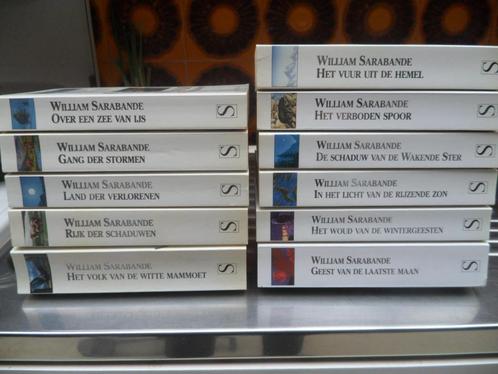 WILLIAM SARABANDE
OVER EEN ZEE VAN IJS
S
WILLIAM SARABANDE
GANG DER STORMEN
S
WILLIAM SARABANDE
LAND DER VERLORENEN
S
WILLIAM SARABANDE
RIJK DER SCHADUWEN
S
WILLIAM SARABANDE
HET VOLK VAN DE WITTE MAMMOET
S
WILLIAM SARABANDE
HET VUUR UIT DE HEMEL
S
WILLIAM SARABANDE
HET VERBODEN SPOOR
S
WILLIAM SARABANDE
DE SCHADUW VAN DE WAKENDE STER
S
WILLIAM SARABANDE
IN HET LICHT VAN DE RIJZENDE ZON
S
WILLIAM SARABANDE
HET WOUD VAN DE WINTERGEESTEN
S
WILLIAM SARABANDE
GEEST VAN DE LAATSTE MAAN
S